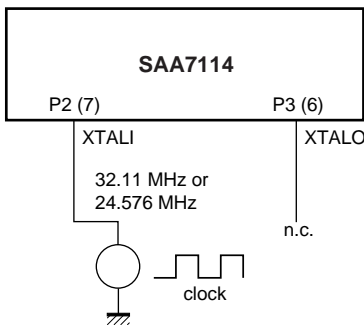 SAA7114
P2 (7) P3 (6)
XTALI XTALO
32.11 MHz or
24.576 MHz
n.c.
clock